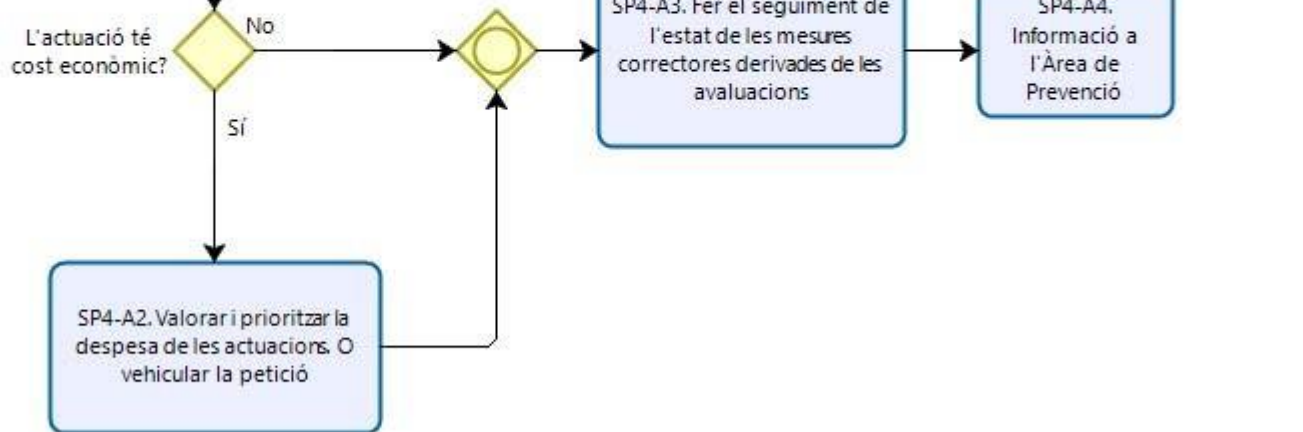 L'actuació té
cost econòmic?
No
Sí
SP4-A3. Fer el seguiment de
l'estat de les mesures
correctores derivades de les
avaluacions
SP4-A4.
Informació a
l'Àrea de
Prevenció
SP4-A2. Valorar i prioritzar la
despesa de les actuacions. O
vehicular la petició